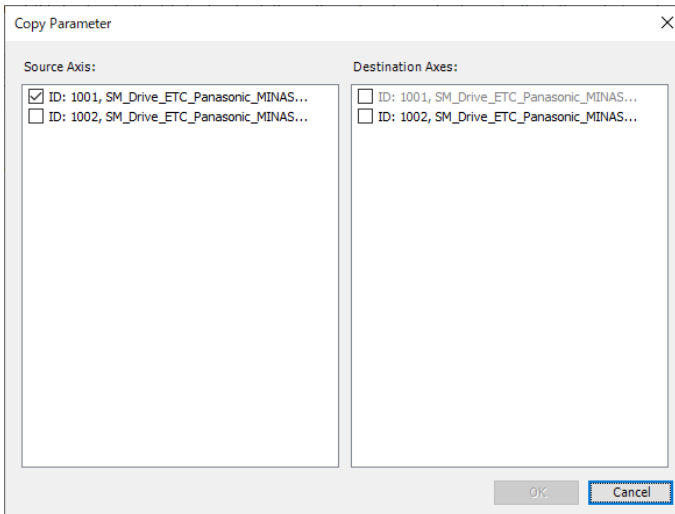 Copy Parameter
Source Axis:
ID: 1001, SM_Drive_ETC_Panasonic_MINAS...
ID: 1002, SM_Drive_ETC_Panasonic_MINAS...
Destination Axes:
ID: 1001, SM_Drive_ETC_Panasonic_MINAS...
ID: 1002, SM_Drive_ETC_Panasonic_MINAS...
OK
Cancel